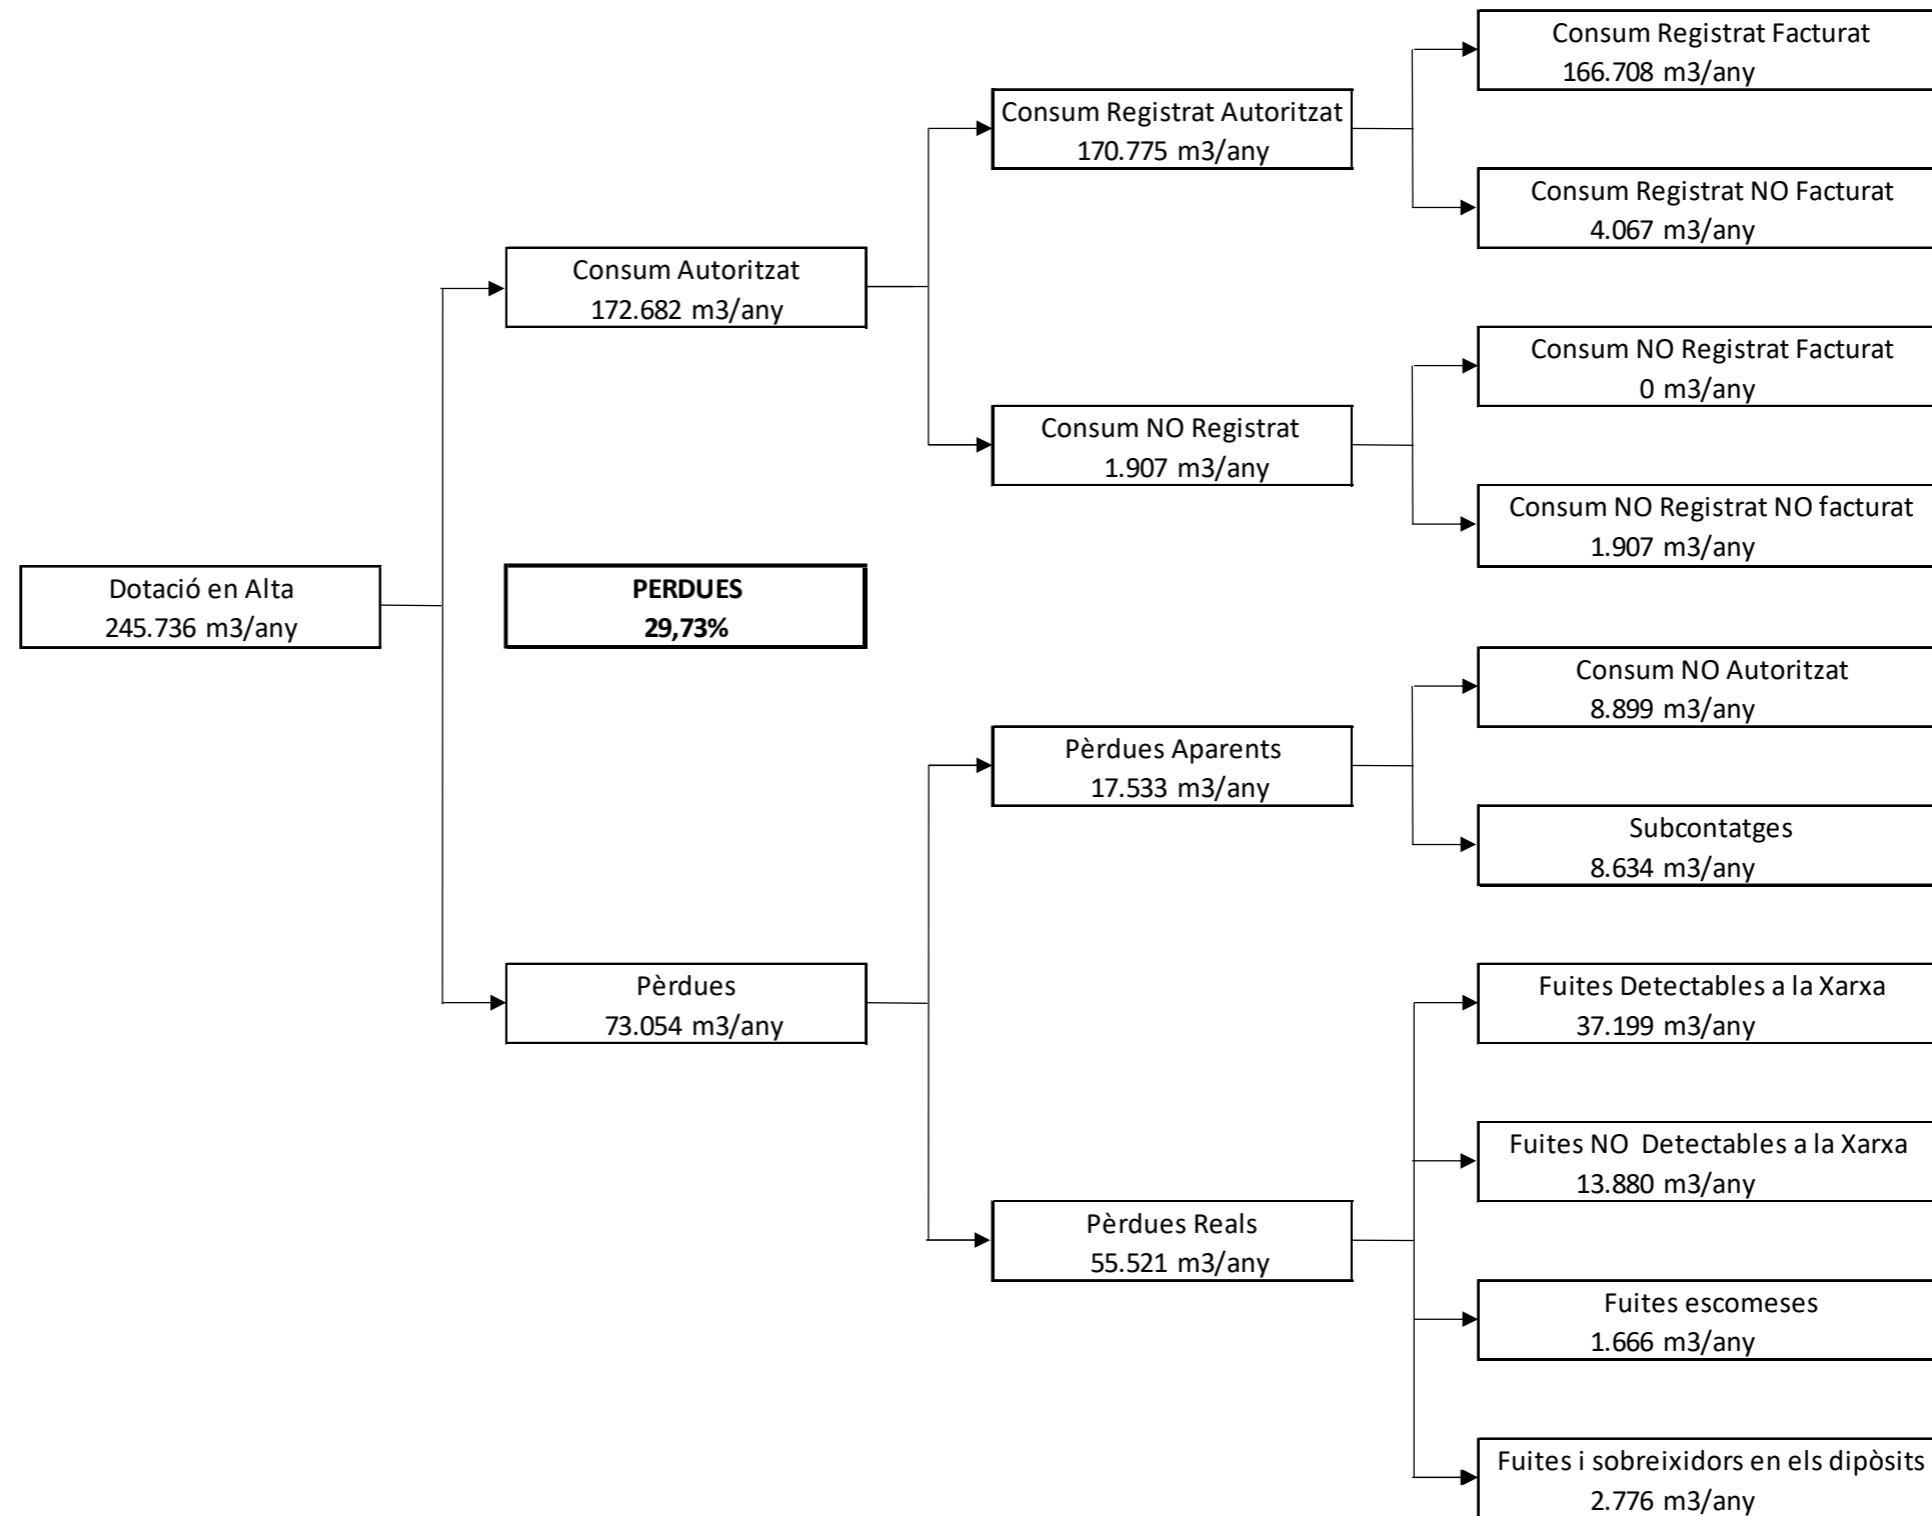 Consum Registrat Facturat
166.708 m3/any
Consum Registrat Autoritzat
170.775 m3/any
Consum Registrat NO Facturat
4.067 m3/any
Consum Autoritzat
172.682 m3/any
Consum NO Registrat Facturat
0 m3/any
Consum NO Registrat
1.907 m3/any
Consum NO Registrat NO facturat
1.907 m3/any
Dotació en Alta
245.736 m3/any
PERDUES
29,73%
Consum NO Autoritzat
8.899 m3/any
Pèrdues Aparents
17.533 m3/any
Subcontatges
8.634 m3/any
Pèrdues
73.054 m3/any
Fuites Detectables a la Xarxa
37.199 m3/any
Fuites NO  Detectables a la Xarxa
13.880 m3/any
Pèrdues Reals
55.521 m3/any
Fuites escomeses
1.666 m3/any
Fuites i sobreixidors en els dipòsits
2.776 m3/any